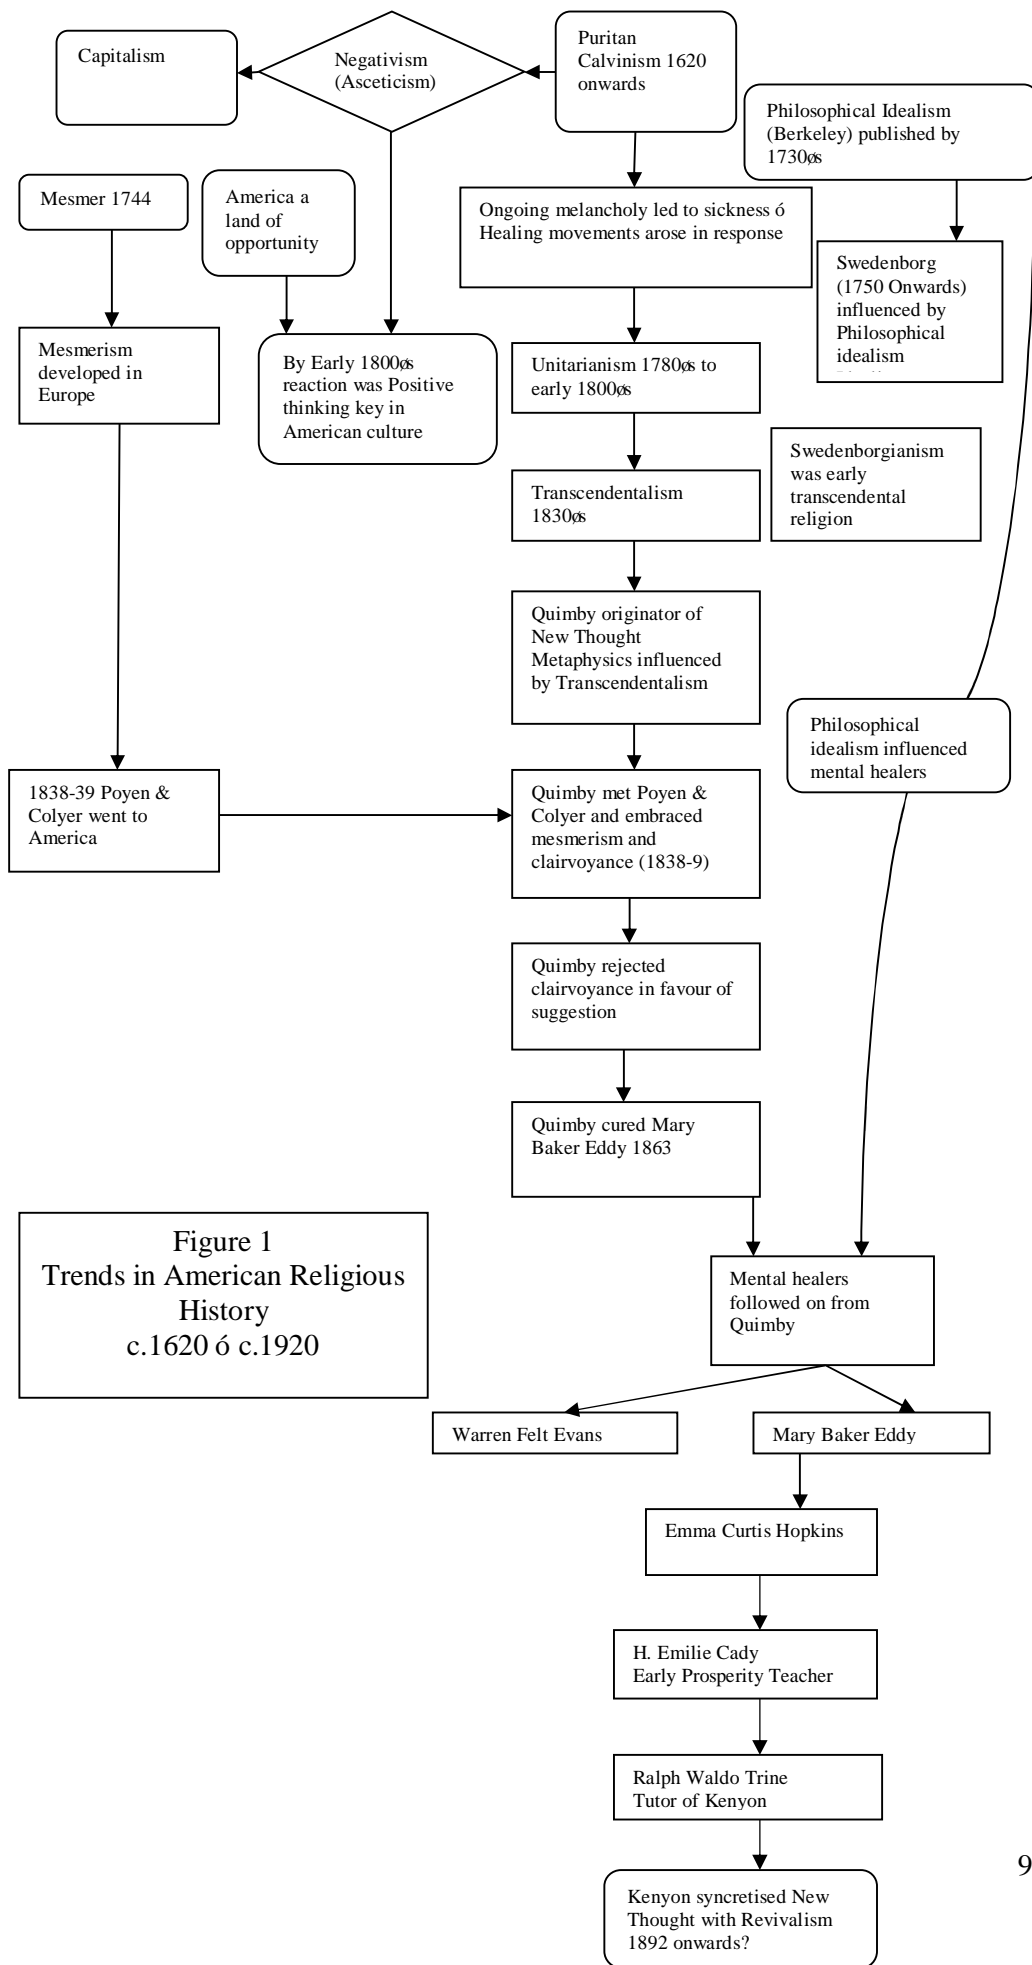 Capitalism
Negativism
(Asceticism)
Puritan
Calvinism 1620
onwards
Philosophical Idealism
(Berkeley) published by
1730øs
Mesmer 1744
America a
land of
opportunity
Ongoing melancholy led to sickness ó
Healing movements arose in response
Swedenborg
(1750 Onwards)
influenced by
Philosophical
idealism
Mesmerism
developed in
Europe
By Early 1800øs
reaction was Positive
thinking key in
American culture
Unitarianism 1780øs to
early 1800øs
Swedenborgianism
was early
transcendental
religion
Transcendentalism
1830øs
Quimby originator of
New Thought
Metaphysics influenced
by Transcendentalism
Philosophical
idealism influenced
mental healers
1838-39 Poyen &
Colyer went to
America
Quimby met Poyen &
Colyer and embraced
mesmerism and
clairvoyance (1838-9)
Quimby rejected
clairvoyance in favour of
suggestion
Quimby cured Mary
Baker Eddy 1863
Figure 1
Trends in American Religious
History
c.1620 ó c.1920
Mental healers
followed on from
Quimby
Warren Felt Evans
Mary Baker Eddy
Emma Curtis Hopkins
H. Emilie Cady
Early Prosperity Teacher
Ralph Waldo Trine
Tutor of Kenyon
9
Kenyon syncretised New
Thought with Revivalism
1892 onwards?